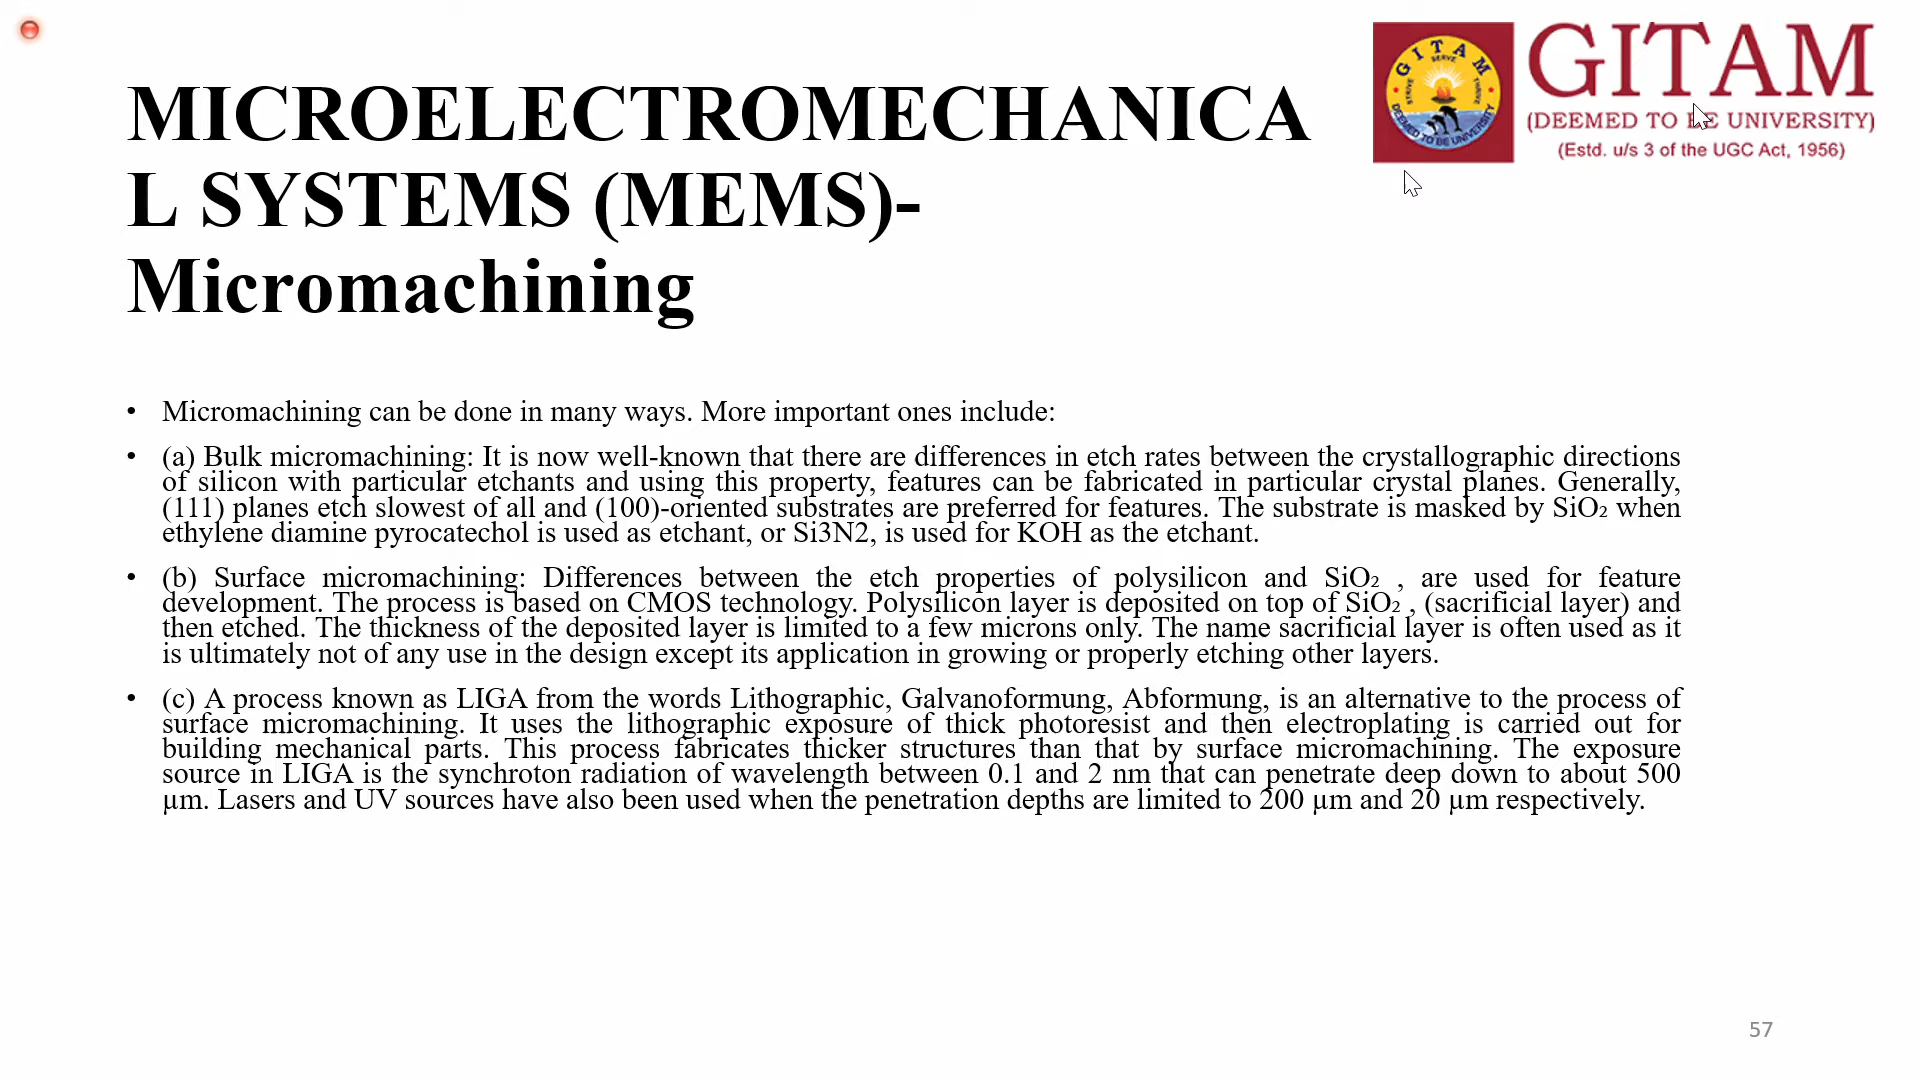 GITAM
(DEEMED TO BE UNIVERSITY)
(Estd. u/s 3 of the UGC Act, 1956)
GITAM
SERVE
STRIVE
THRIVE
DEEMED TO BE UNIVERSITY
MICROELECTROMECHANICA
L SYSTEMS (MEMS)-
Micromachining
• Micromachining can be done in many ways. More important ones include:
• (a) Bulk micromachining: It is now well-known that there are differences in etch rates between the crystallographic directions
of silicon with particular etchants and using this property, features can be fabricated in particular crystal planes. Generally,
(111) planes etch slowest of all and (100)-oriented substrates are preferred for features. The substrate is masked by SiO₂ when
ethylene diamine pyrocatechol is used as etchant, or Si3N2, is used for KOH as the etchant.
• (b) Surface micromachining: Differences between the etch properties of polysilicon and SiO₂ , are used for feature
development. The process is based on CMOS technology. Polysilicon layer is deposited on top of SiO₂ , (sacrificial layer) and
then etched. The thickness of the deposited layer is limited to a few microns only. The name sacrificial layer is often used as it
is ultimately not of any use in the design except its application in growing or properly etching other layers.
• (c) A process known as LIGA from the words Lithographic, Galvanoformung, Abformung, is an alternative to the process of
surface micromachining. It uses the lithographic exposure of thick photoresist and then electroplating is carried out for
building mechanical parts. This process fabricates thicker structures than that by surface micromachining. The exposure
source in LIGA is the synchroton radiation of wavelength between 0.1 and 2 nm that can penetrate deep down to about 500
µm. Lasers and UV sources have also been used when the penetration depths are limited to 200 µm and 20 µm respectively.
57